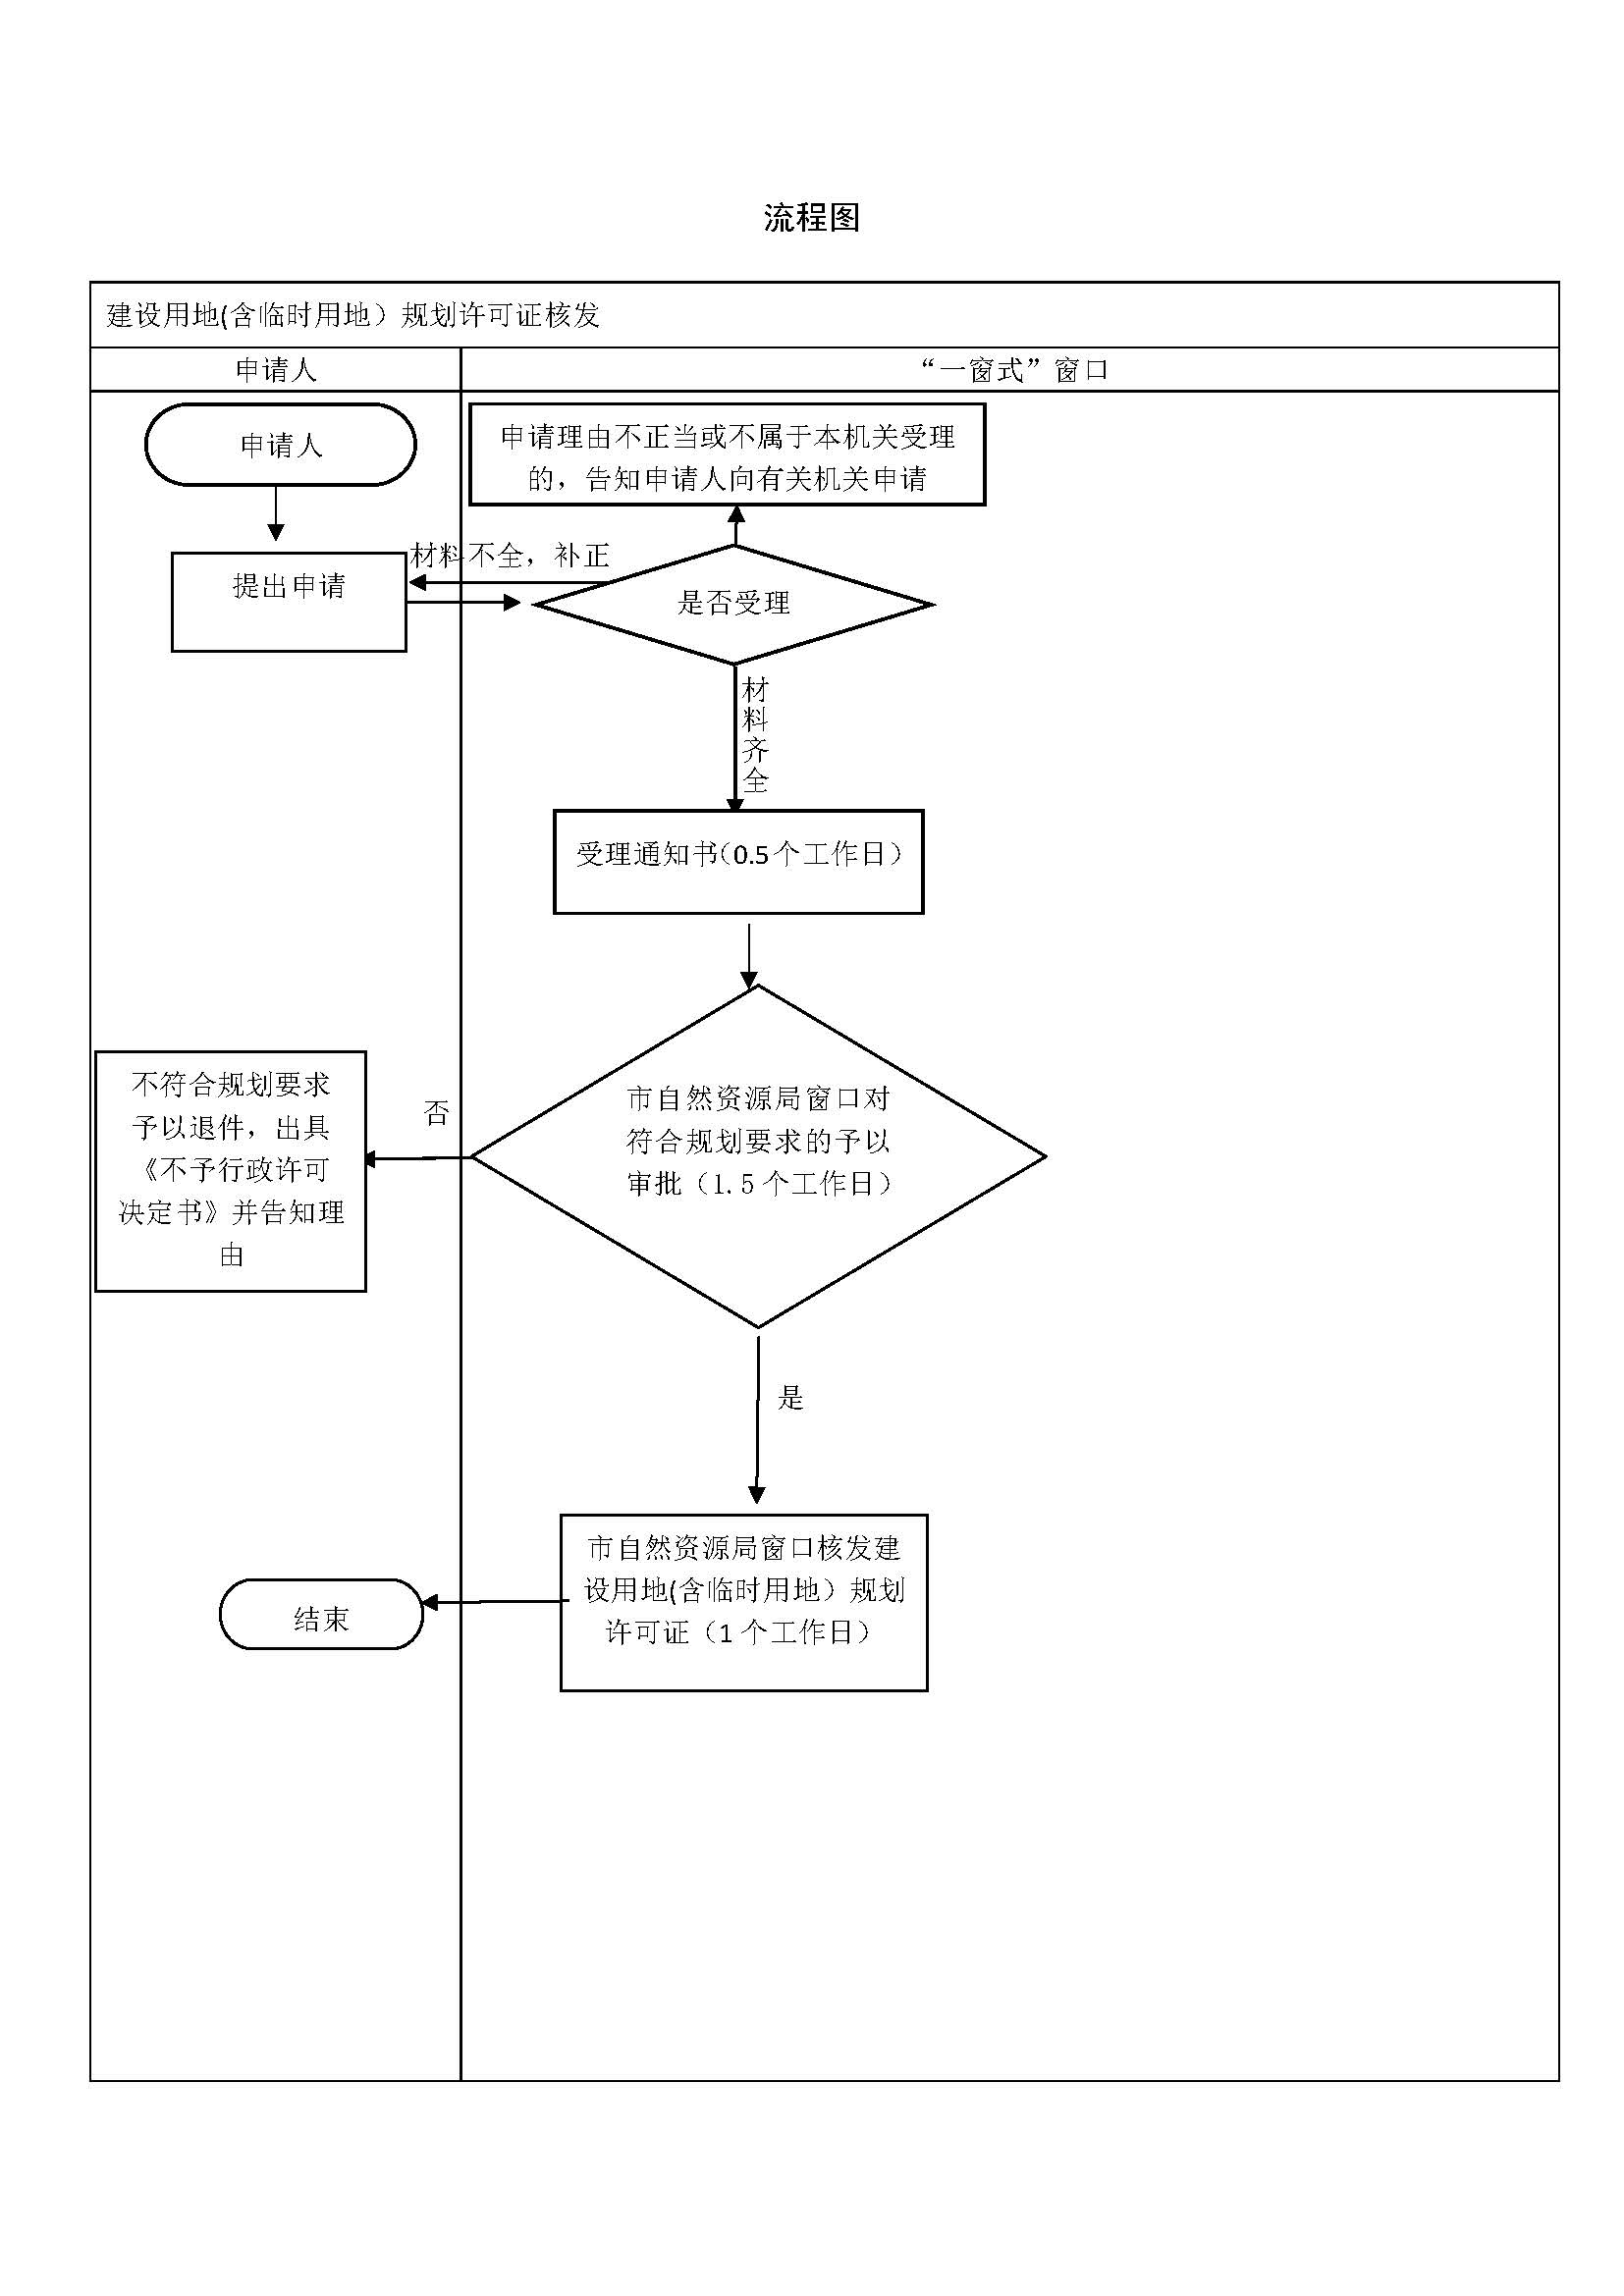 流程图
建设用地(含临时用地）规划许可证核发
申请人
“一窗式”窗口
申请人
申请理由不正当或不属于本机关受理
的，告知申请人向有关机关申请
材料不全，补正
提出申请
是否受理
材
料
齐
全
受理通知书（0.5个工作日）
不符合规划要求
予以退件，出具
《不予行政许可
决定书》并告知理
由
否
市自然资源局窗口对
符合规划要求的予以
审批（1.5个工作日）
是
市自然资源局窗口核发建
设用地(含临时用地）规划
许可证（1个工作日）
结束